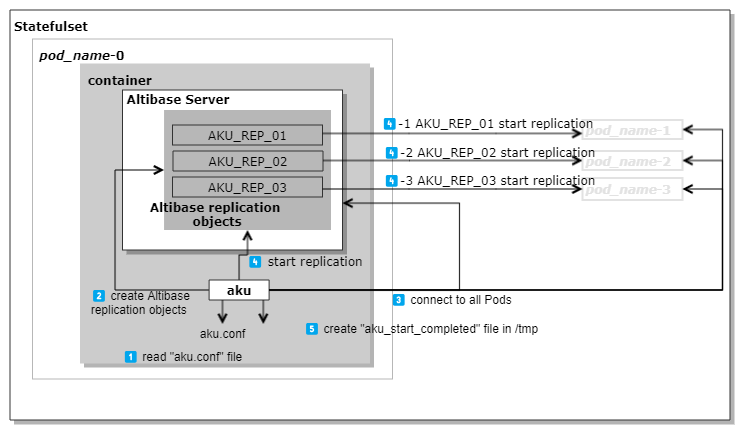 Statefulset
pod_name-0
container
Altibase Server
AKU_REP_01
AKU_REP_02
AKU_REP_03
Altibase replication
objects
4 -1 AKU_REP_01 start replication
pod_name-1
4 -2 AKU_REP_02 start replication
pod_name-2
4 -3 AKU_REP_03 start replication
pod_name-3
4 start replication
aku
2 create Altibase
replication objects
3 connect to all Pods
aku.conf
5 create "aku_start_completed" file in /tmp
1 read "aku.conf" file